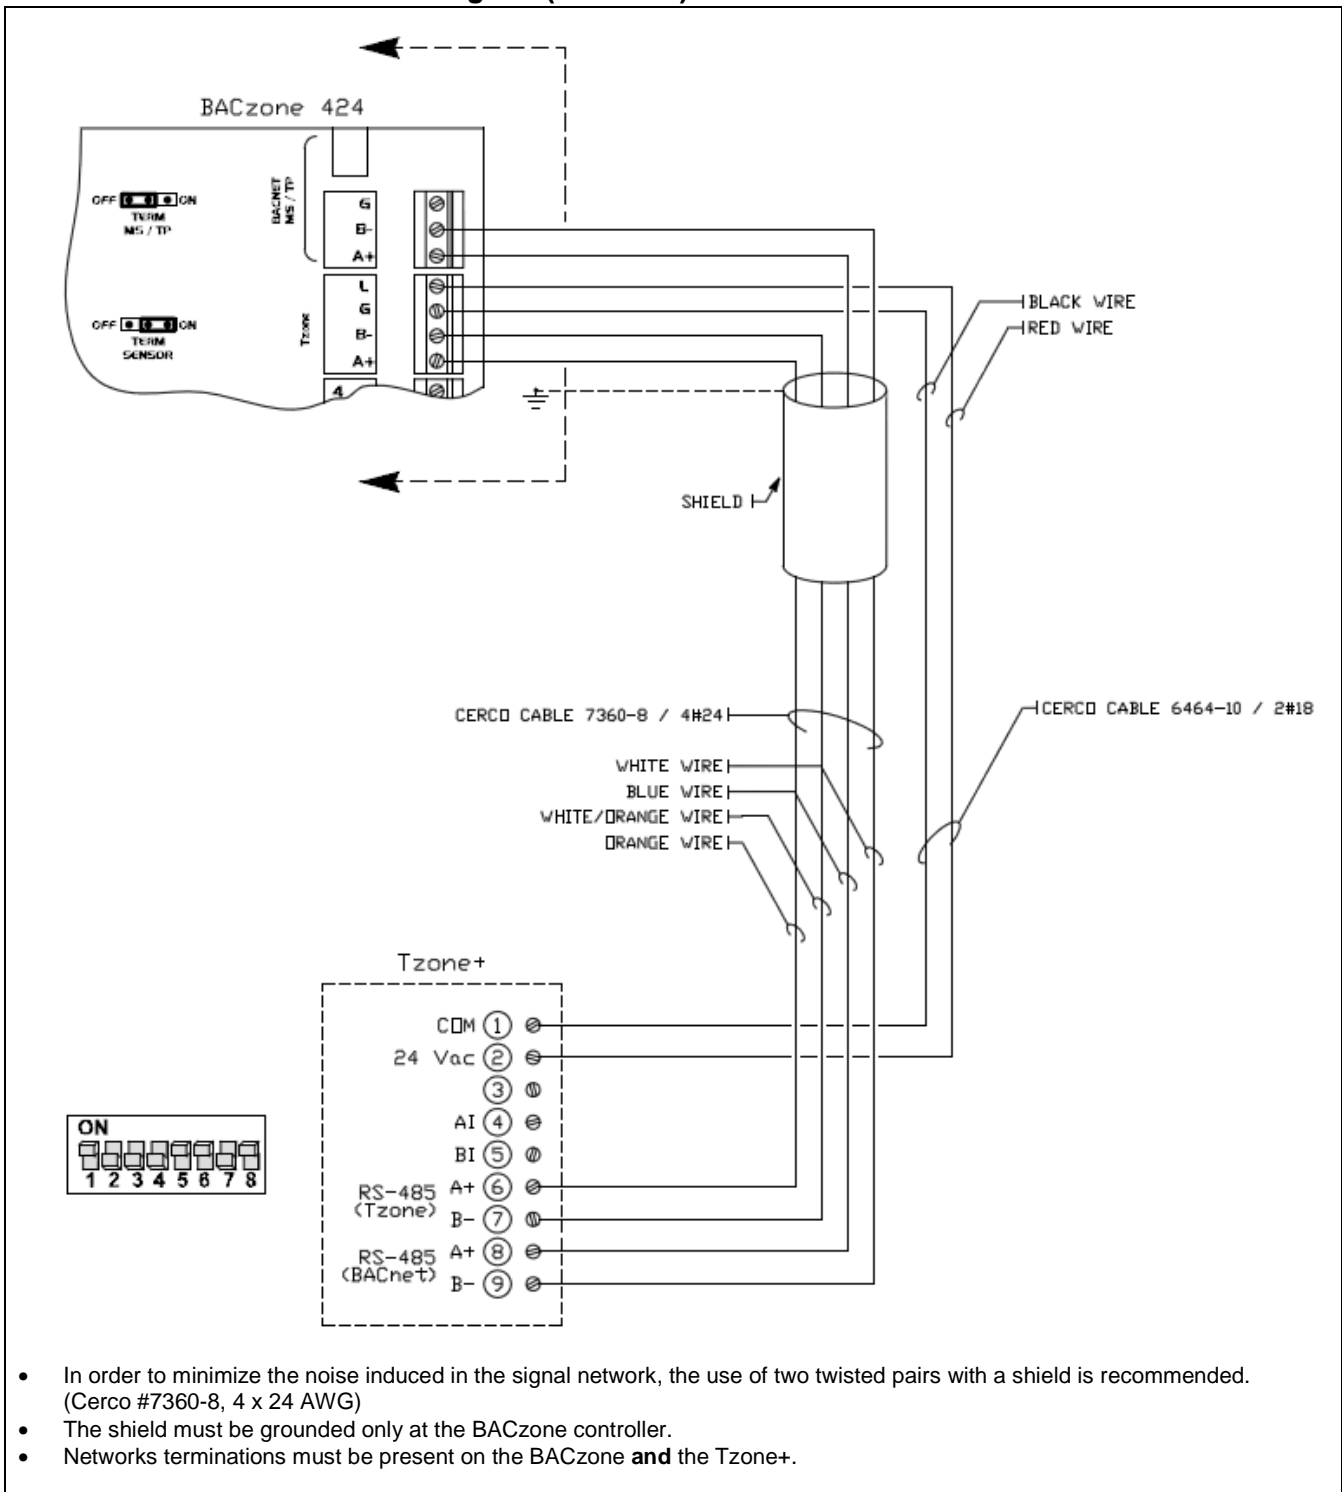 BACzone 424
BACNET
MS / TP
OFF ON
TERM
MS / TP
G
B-
A+
L
G
B-
A+
4
Tzone
OFF ON
TERM
SENSOR
BLACK WIRE
RED WIRE
SHIELD
CERCO CABLE 7360-8 / 4#24
CERCO CABLE 6464-10 / 2#18
WHITE WIRE
BLUE WIRE
WHITE/ORANGE WIRE
ORANGE WIRE
Tzone+
COM 1
24 Vac 2
3
AI 4
BI 5
RS-485 A+ 6
(Tzone) B- 7
RS-485 A+ 8
(BACnet) B- 9
ON
1 2 3 4 5 6 7 8
• In order to minimize the noise induced in the signal network, the use of two twisted pairs with a shield is recommended.
(Cerco #7360-8, 4 x 24 AWG)
• The shield must be grounded only at the BACzone controller.
• Networks terminations must be present on the BACzone and the Tzone+.